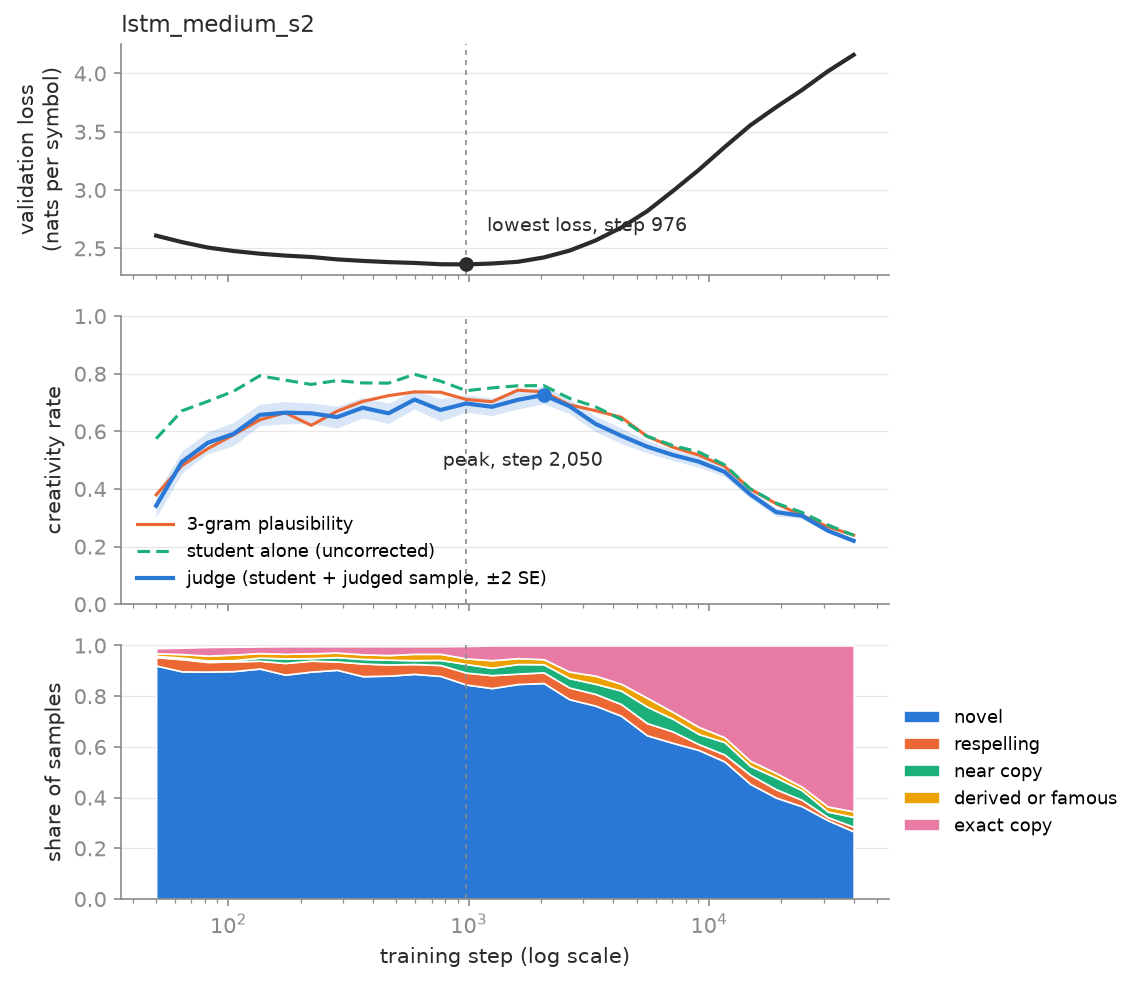 lstm_medium_s2
validation loss
(nats per symbol)
4.0
3.5
3.0
2.5
lowest loss, step 976
creativity rate
1.0
0.8
0.6
0.4
0.2
0.0
peak, step 2,050
3-gram plausibility
student alone (uncorrected)
judge (student + judged sample, ±2 SE)
share of samples
1.0
0.8
0.6
0.4
0.2
0.0
novel
respelling
near copy
derived or famous
exact copy
10² 10³ 10⁴
training step (log scale)